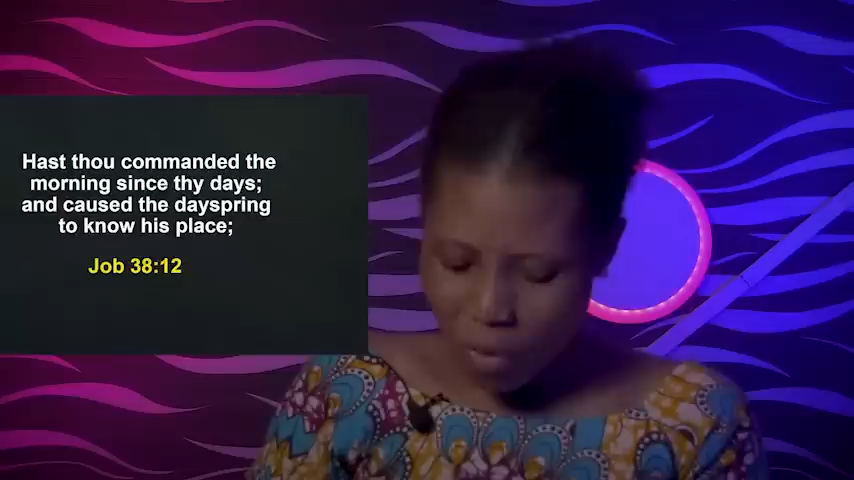 Hast thou commanded the
morning since thy days;
and caused the dayspring
to know his place;
Job 38:12